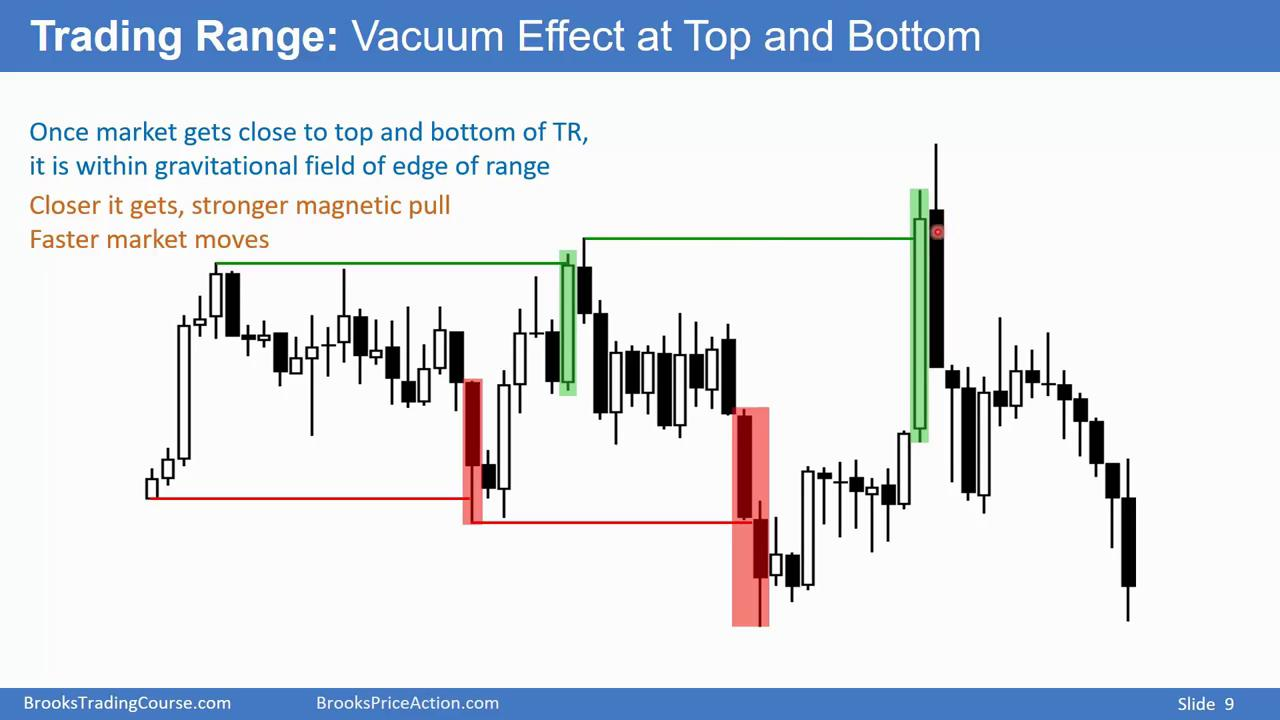 Trading Range: Vacuum Effect at Top and Bottom
Once market gets close to top and bottom of TR,
it is within gravitational field of edge of range
Closer it gets, stronger magnetic pull
Faster market moves
BrooksTradingCourse.com
BrooksPriceAction.com
Slide 9